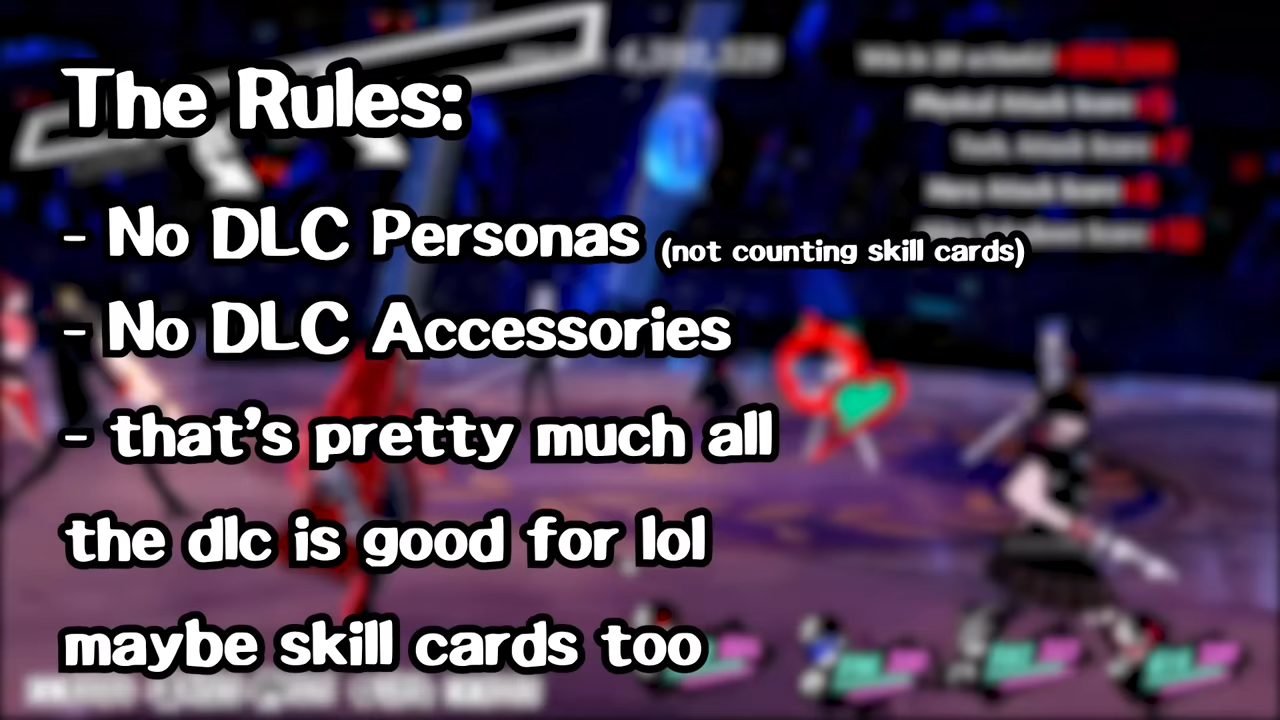 The Rules:
- No DLC Personas (not counting skill cards)
- No DLC Accessories
- that's pretty much all
the dlc is good for lol
maybe skill cards too